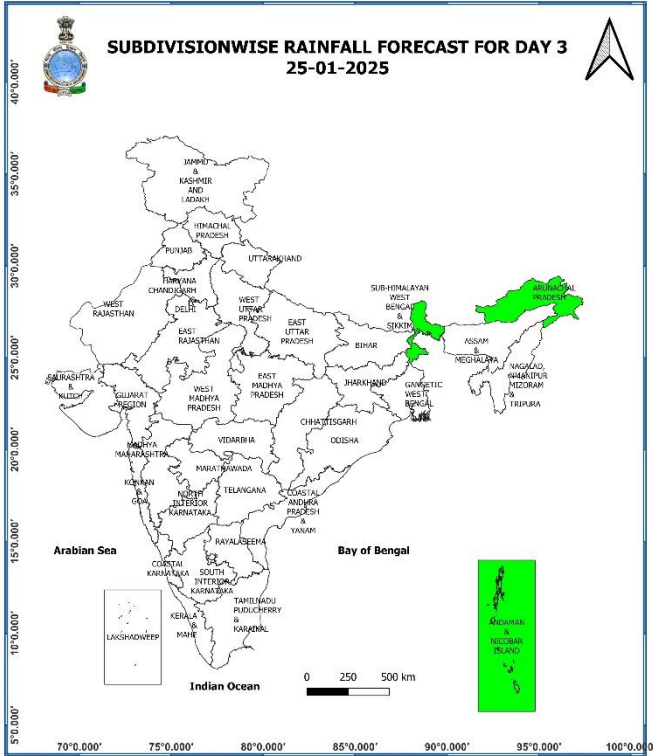 SUBDIVISIONWISE RAINFALL FORECAST FOR DAY 3
25-01-2025
40°0.000'
35°0.000'
30°0.000'
25°0.000'
20°0.000'
15°0.000'
10°0.000'
5°0.000'
JAMMU
&
KASHMIR
AND
LADAKH
HIMACHAL
PRADESH
PUNJAB
UTTARAKHAND
HARYANA
CHANDIGARH
&
DELHI
WEST
RAJASTHAN
WEST
UTTAR
PRADESH
EAST
RAJASTHAN
EAST
UTTAR
PRADESH
SUB-HIMALAYAN
WEST
BENGAL
&
SIKKIM
ARUNACHAL
PRADESH
BIHAR
ASSAM
&
MEGHALAYA
NAGALAD,
MANIPUR
MIZORAM
&
TRIPURA
SAURASHTRA
&
KUTCH
GUJARAT
REGION
WEST
MADHYA
PRADESH
EAST
MADHYA
PRADESH
JHARKHAND
GANGETIC
WEST
BENGAL
CHHATTISGARH
ODISHA
VIDARBHA
MADHYA
MAHARASHTRA
MARATHAWADA
KONKAN
&
GOA
NORTH
INTERIOR
KARNATAKA
TELANGANA
COASTAL
ANDHRA
PRADESH
&
YANAM
RAYALASEEMA
Arabian Sea
Bay of Bengal
COASTAL
KARNATAKA
SOUTH
INTERIOR
KARNATAKA
TAMILNADU
PUDUCHERRY
&
KARAIKAL
KERALA
&
MAHE
LAKSHADWEEP
ANDAMAN
&
NICOBAR
ISLAND
Indian Ocean
0 250 500 km
70°0.000' 75°0.000' 80°0.000' 85°0.000' 90°0.000' 95°0.000' 100°0.000'